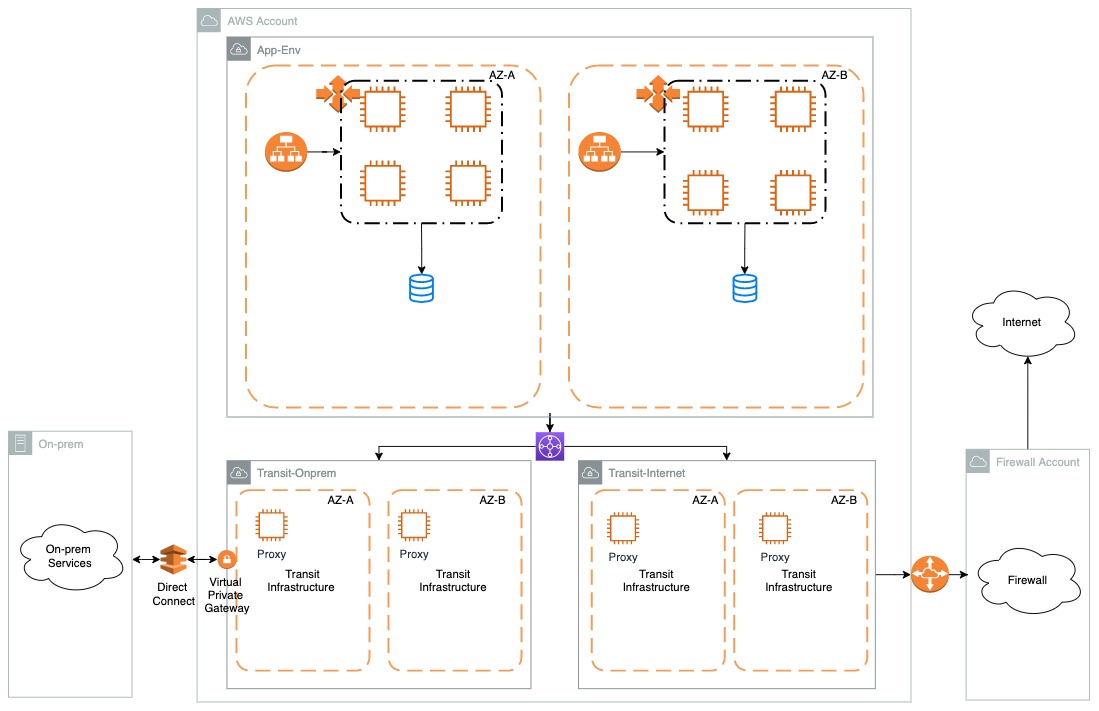 AWS Account
App-Env
AZ-A
AZ-B
Internet
On-prem
Transit-Onprem
Transit-Internet
Firewall Account
AZ-A
AZ-B
AZ-A
AZ-B
On-prem
Services
Proxy
Proxy
Proxy
Proxy
Transit
Infrastructure
Transit
Infrastructure
Transit
Infrastructure
Transit
Infrastructure
Firewall
Direct
Connect
Virtual
Private
Gateway